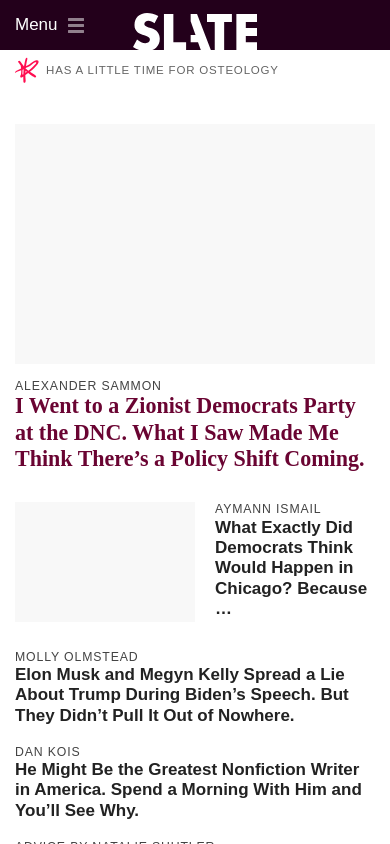 Menu
SLATE
HAS A LITTLE TIME FOR OSTEOLOGY
ALEXANDER SAMMON
I Went to a Zionist Democrats Party
at the DNC. What I Saw Made Me
Think There’s a Policy Shift Coming.
AYMANN ISMAIL
What Exactly Did
Democrats Think
Would Happen in
Chicago? Because
…
MOLLY OLMSTEAD
Elon Musk and Megyn Kelly Spread a Lie
About Trump During Biden’s Speech. But
They Didn’t Pull It Out of Nowhere.
DAN KOIS
He Might Be the Greatest Nonfiction Writer
in America. Spend a Morning With Him and
You’ll See Why.
ADVICE BY NATALIE SHUTLER